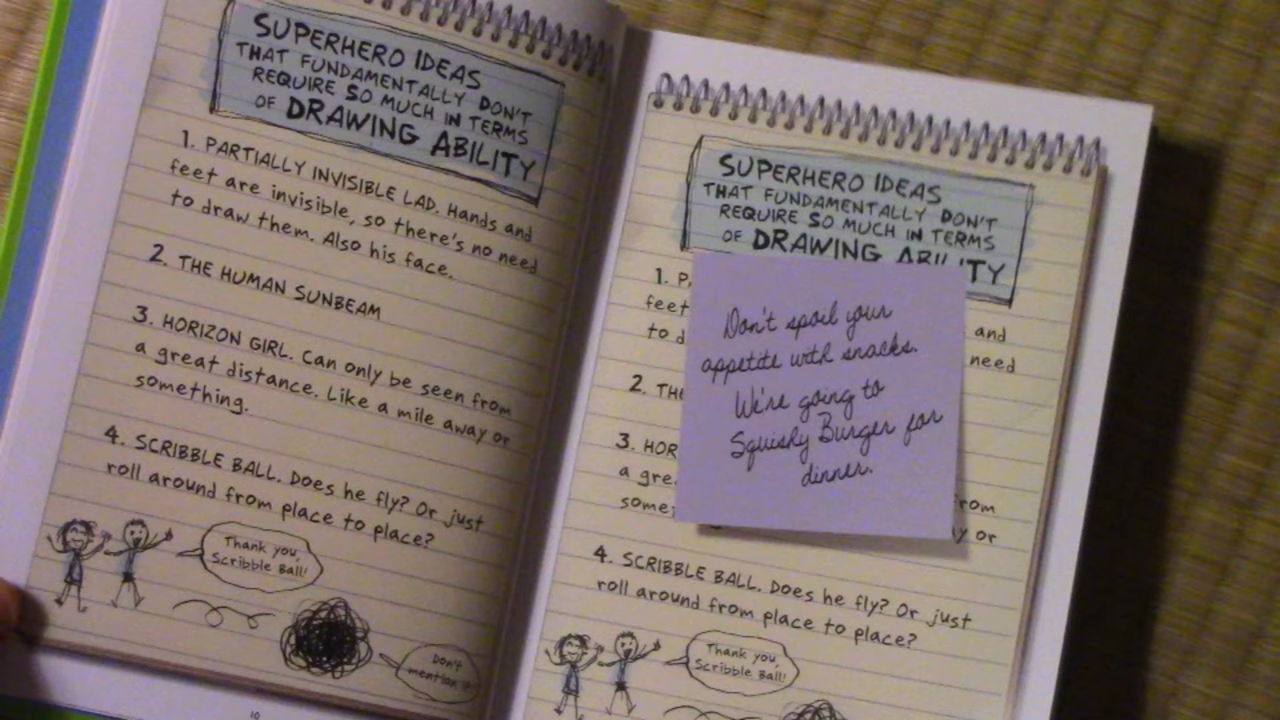 SUPERHERO IDEAS
THAT FUNDAMENTALLY DON'T
REQUIRE SO MUCH IN TERMS
OF DRAWING ABILITY
1. PARTIALLY INVISIBLE LAD. Hands and
feet are invisible, so there's no need
to draw them. Also his face.
2. THE HUMAN SUNBEAM
3. HORIZON GIRL. Can only be seen from
a great distance. Like a mile away or
something.
4. SCRIBBLE BALL. Does he fly? Or just
roll around from place to place?
Thank you,
Scribble Ball!
Don't
mention it!
10
SUPERHERO IDEAS
THAT FUNDAMENTALLY DON'T
REQUIRE SO MUCH IN TERMS
OF DRAWING ABILITY
1. P
feet and
to d need
2. THE
3. HOR
a gre from
some y or
Don't spoil your
appetite with snacks.
We're going to
Squishy Burger for
dinner.
4. SCRIBBLE BALL. Does he fly? Or just
roll around from place to place?
Thank you,
Scribble Ball!